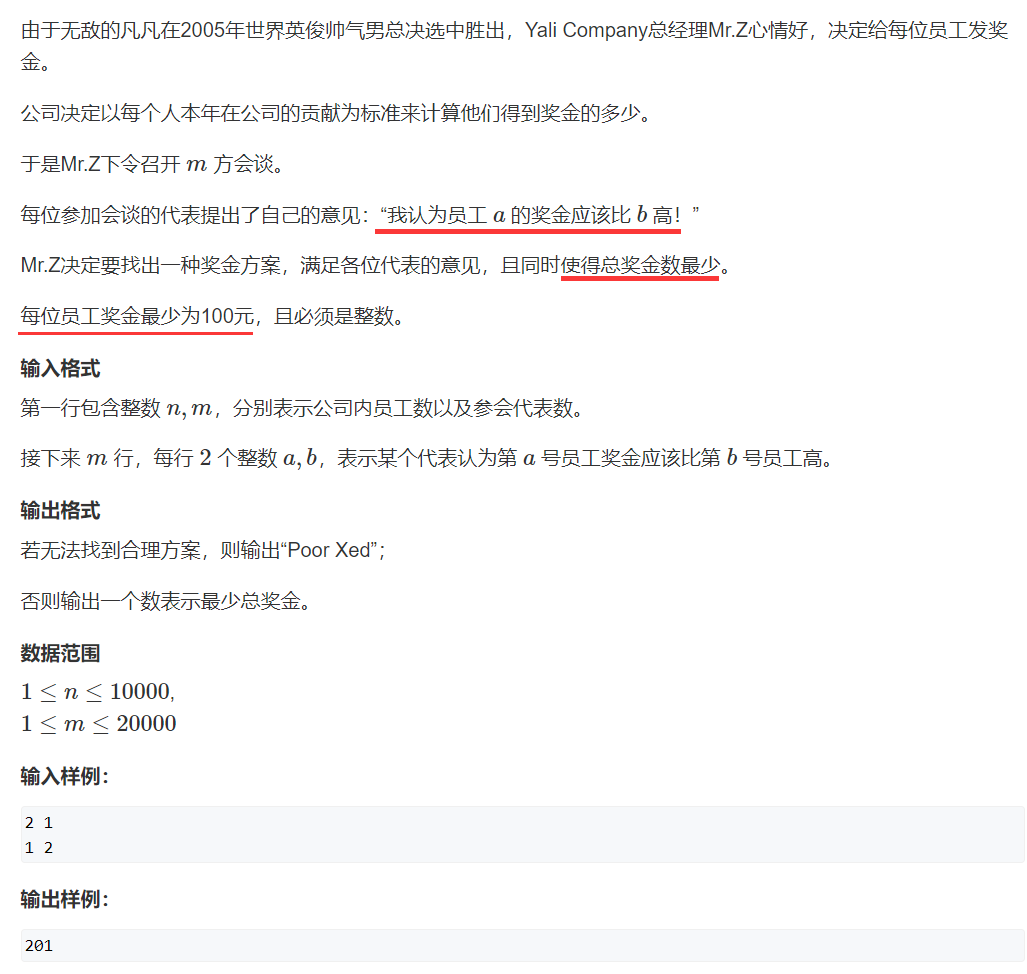 由于无敌的凡凡在2005年世界英俊帅气男总决选中胜出，Yali Company总经理Mr.Z心情好，决定给每位员工发奖
金。
公司决定以每个人本年在公司的贡献为标准来计算他们得到奖金的多少。
于是Mr.Z下令召开 m 方会谈。
每位参加会谈的代表提出了自己的意见：“我认为员工 a 的奖金应该比 b 高！”
Mr.Z决定要找出一种奖金方案，满足各位代表的意见，且同时使得总奖金数最少。
每位员工奖金最少为100元，且必须是整数。
输入格式
第一行包含整数 n, m，分别表示公司内员工数以及参会代表数。
接下来 m 行，每行 2 个整数 a, b，表示某个代表认为第 a 号员工奖金应该比第 b 号员工高。
输出格式
若无法找到合理方案，则输出“Poor Xed”；
否则输出一个数表示最少总奖金。
数据范围
1 ≤ n ≤ 10000,
1 ≤ m ≤ 20000
输入样例：
2 1
1 2
输出样例：
201